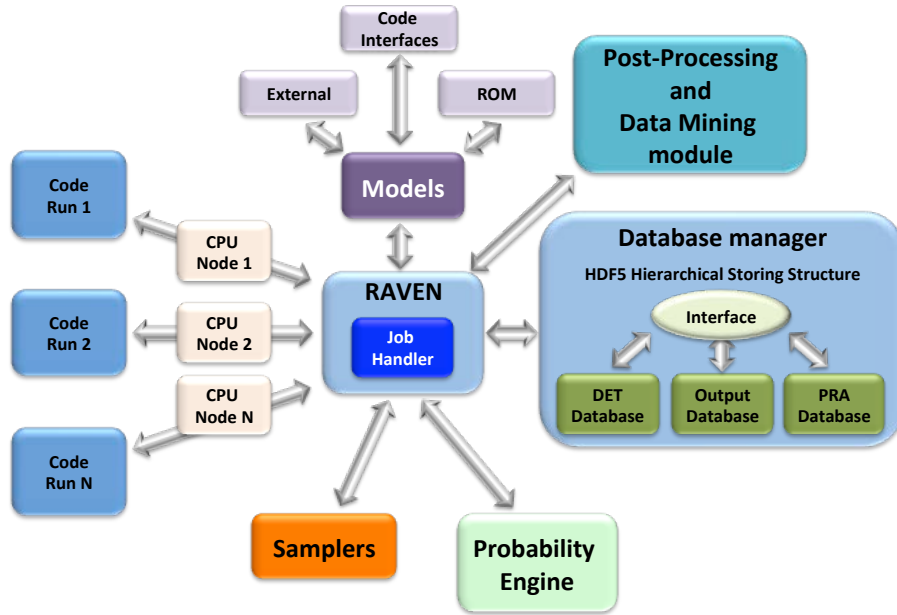 Code
Interfaces
External
ROM
Models
Post-Processing
and
Data Mining
module
Code
Run 1
CPU
Node 1
Code
Run 2
CPU
Node 2
Code
Run N
CPU
Node N
RAVEN
Job
Handler
Database manager
HDF5 Hierarchical Storing Structure
Interface
DET
Database
Output
Database
PRA
Database
Samplers
Probability
Engine